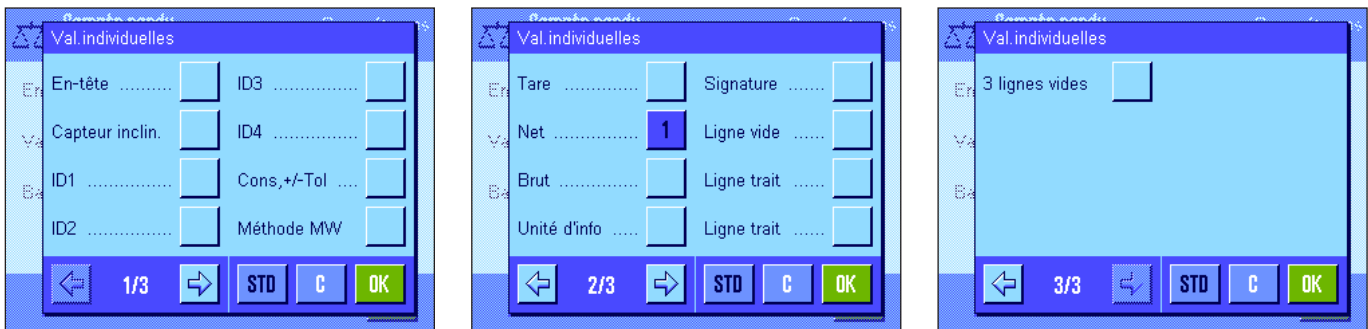 Val.individuelles
En-tête ..........
ID3 ...............
Capteur inclin.
ID4 ...............
ID1 ...............
Cons,+/-Tol ....
ID2 ...............
Méthode MW
1/3
STD
C
OK
Val.individuelles
Tare .............
Signature ......
Net ...............
1
Ligne vide .....
Brut ..............
Ligne trait ......
Unité d'info .....
Ligne trait ......
2/3
STD
C
OK
Val.individuelles
3 lignes vides
3/3
STD
C
OK